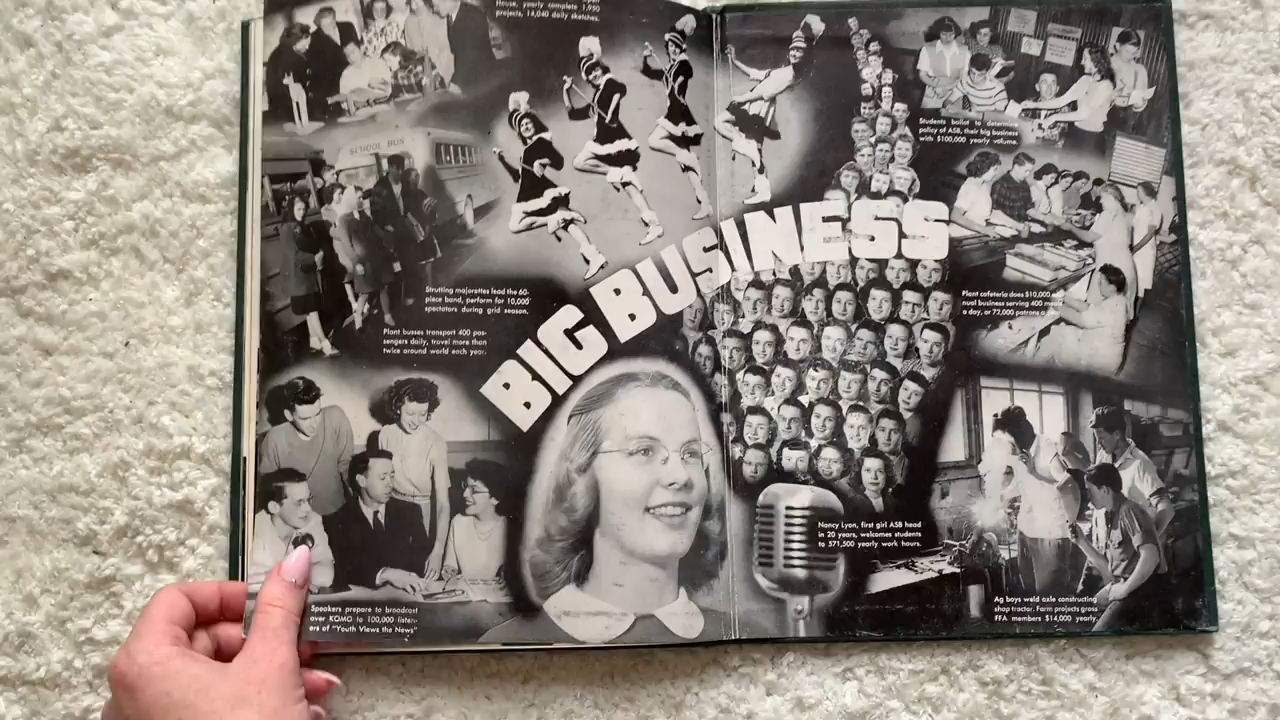 House, yearly complete 1,950
projects, 14,040 daily sketches.
SCHOOL BUS
Strutting majorettes lead the 60-
piece band, perform for 10,000
spectators during grid season.
Plant busses transport 400 pas-
sengers daily, travel more than
twice around world each year.
BIG BUSINESS
Students ballot to determine
policy of ASB, their big business
with $100,000 yearly volume.
Plant cafeteria does $10,000
nual business serving 400 meals
a day, or 72,000 patrons a year.
Nancy Lyon, first girl ASB head
in 20 years, welcomes students
to 571,500 yearly work hours.
Speakers prepare to broadcast
over KOMO to 100,000 listen-
ers of "Youth Views the News"
Ag boys weld axle constructing
shop tractor. Farm projects gross
FFA members $14,000 yearly.